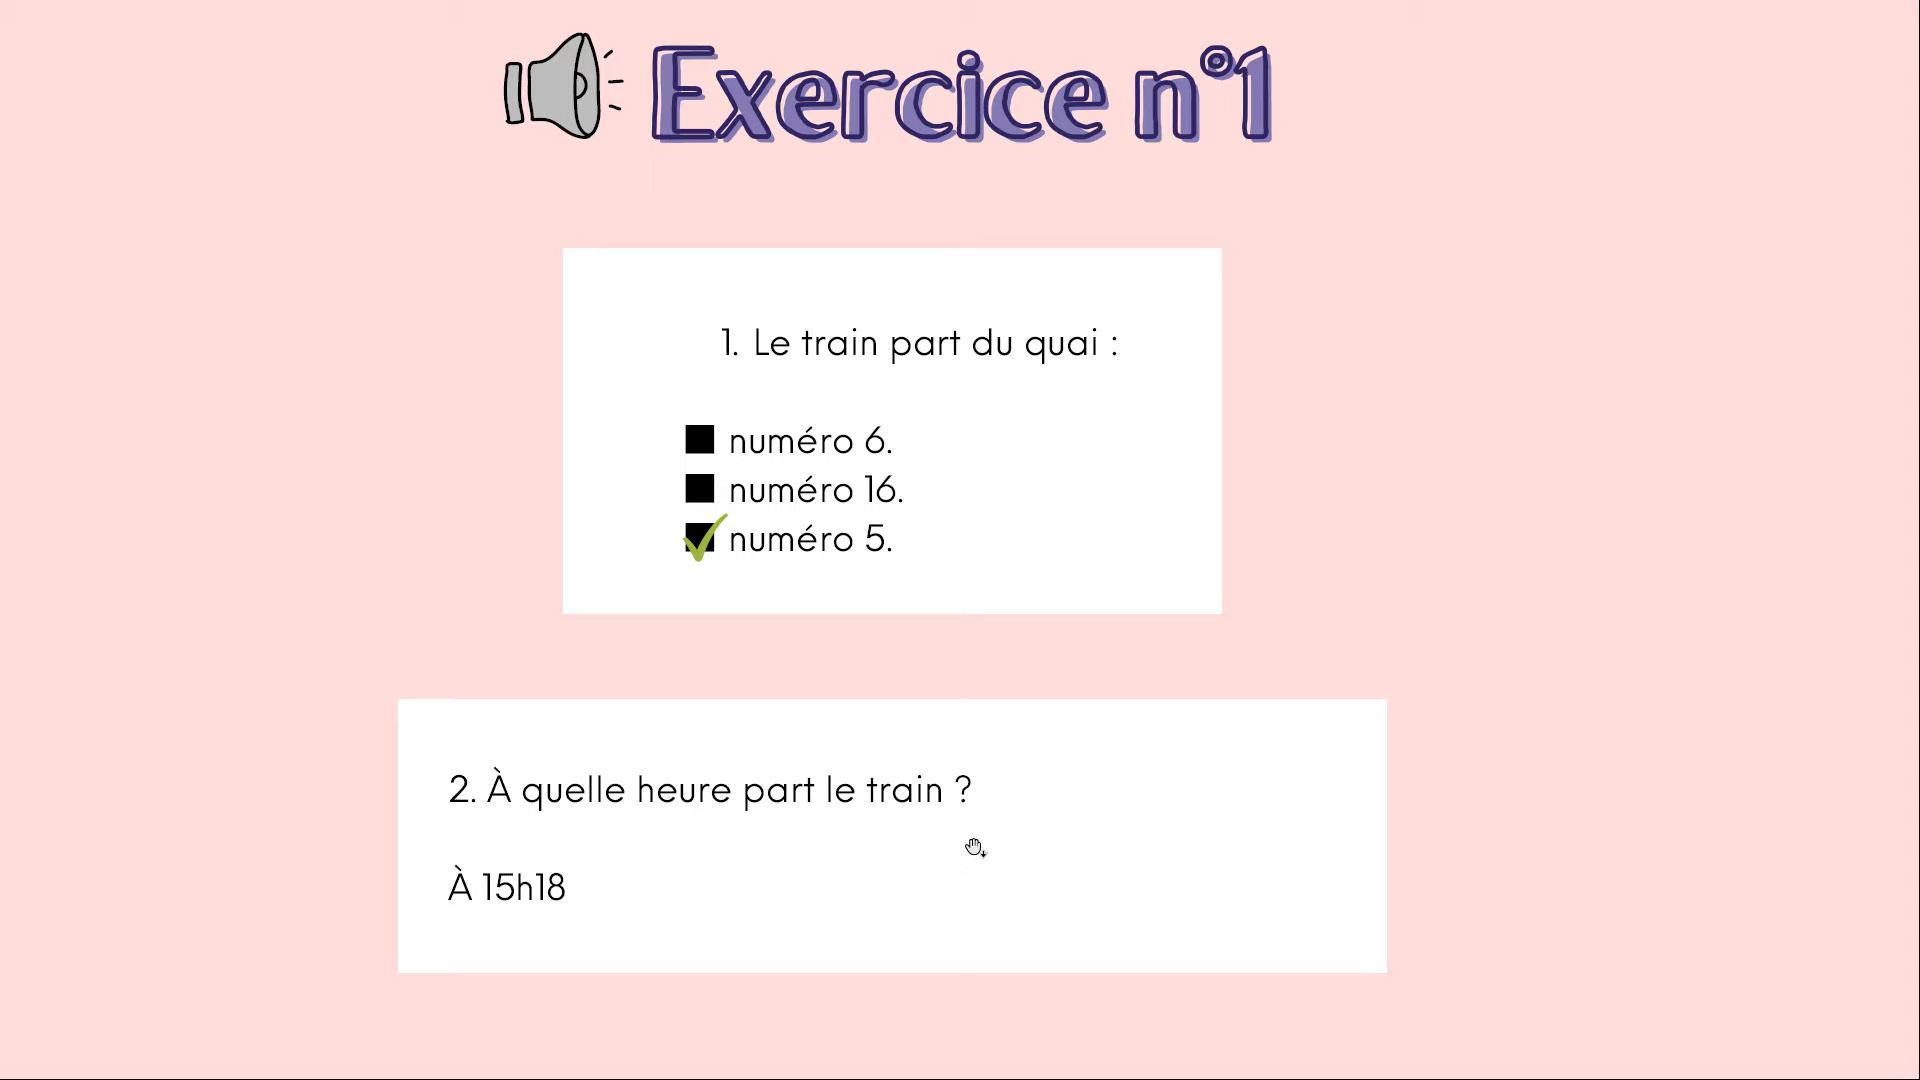 Exercice n°1
1. Le train part du quai :
numéro 6.
numéro 16.
numéro 5.
2. À quelle heure part le train ?
À 15h18